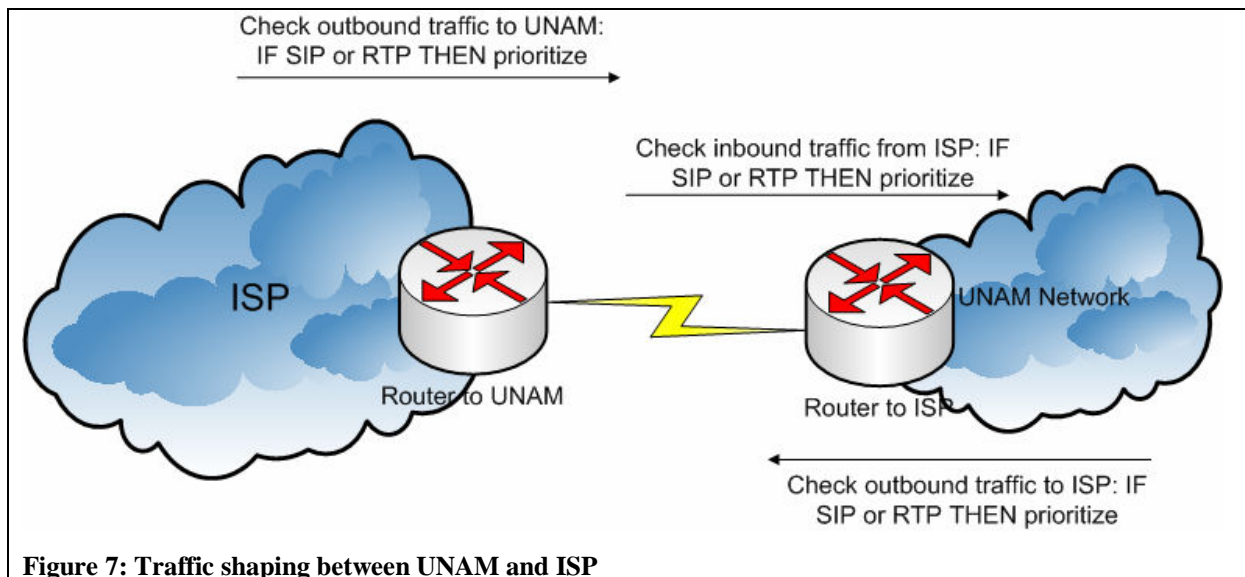 Check outbound traffic to UNAM:
IF SIP or RTP THEN prioritize
Check inbound traffic from ISP: IF
SIP or RTP THEN prioritize
ISP
UNAM Network
Router to UNAM
Router to ISP
Check outbound traffic to ISP: IF
SIP or RTP THEN prioritize
Figure 7: Traffic shaping between UNAM and ISP